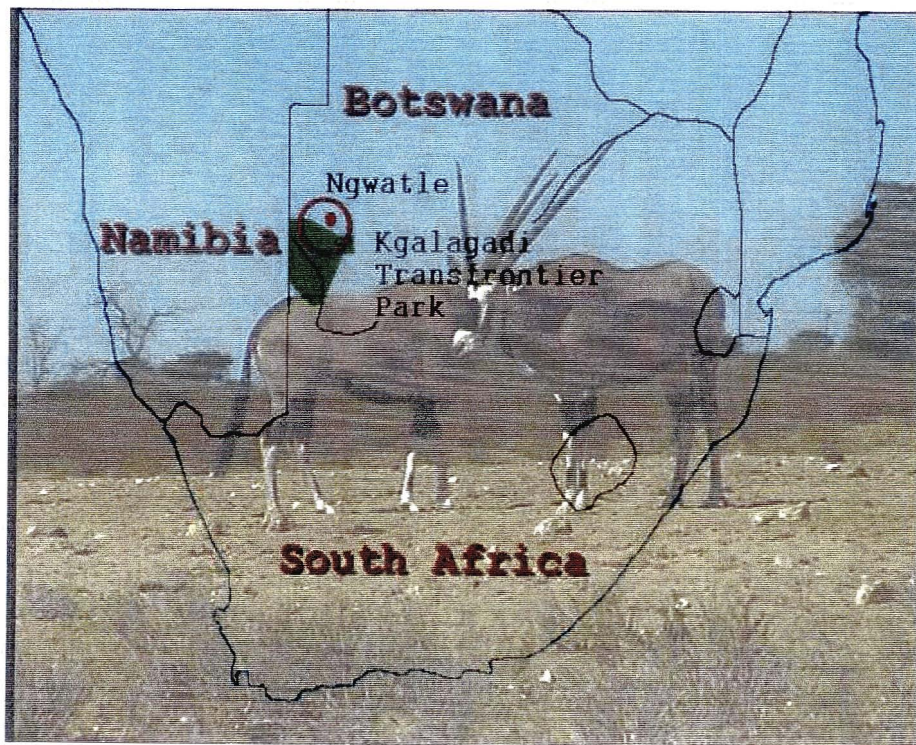 Botswana
Ngwatle
Namibia
Kgalagadi
Transfrontier
Park
South Africa